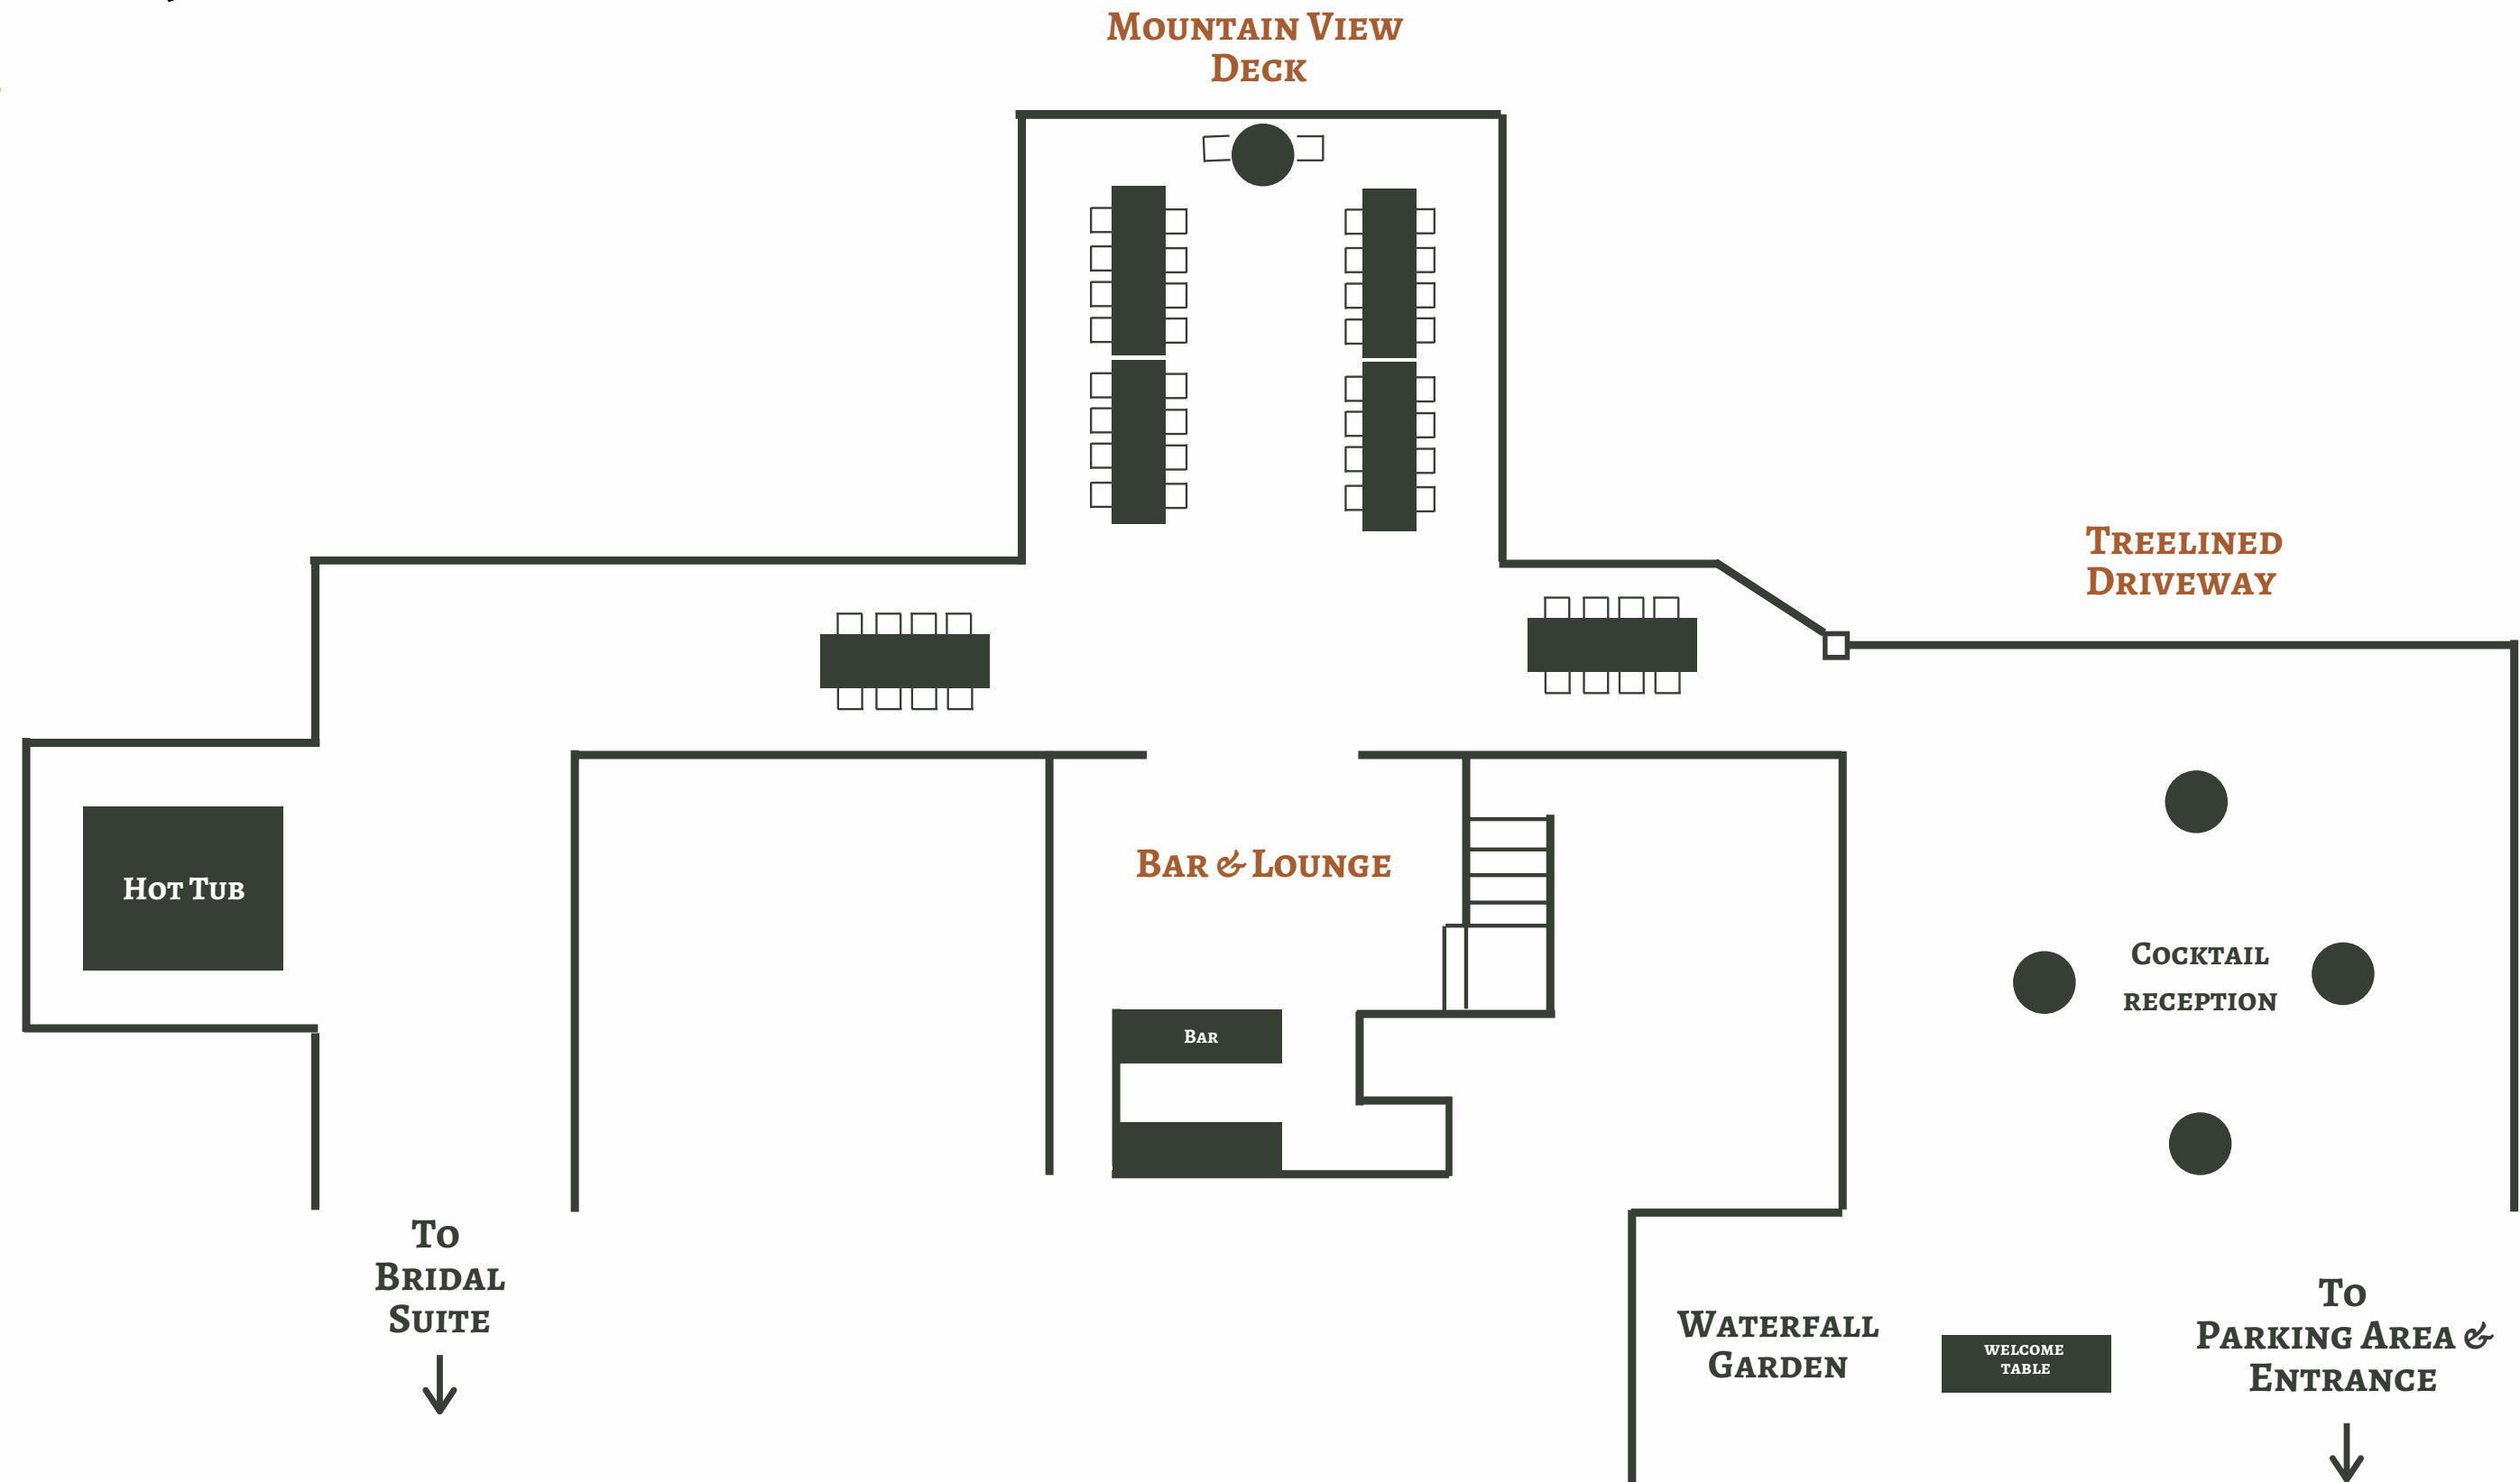 Mountain View
Deck
Treelined
Driveway
Bar & Lounge
Hot Tub
Cocktail
reception
Bar
To
Bridal
Suite
Waterfall
Garden
welcome
table
To
Parking Area &
Entrance